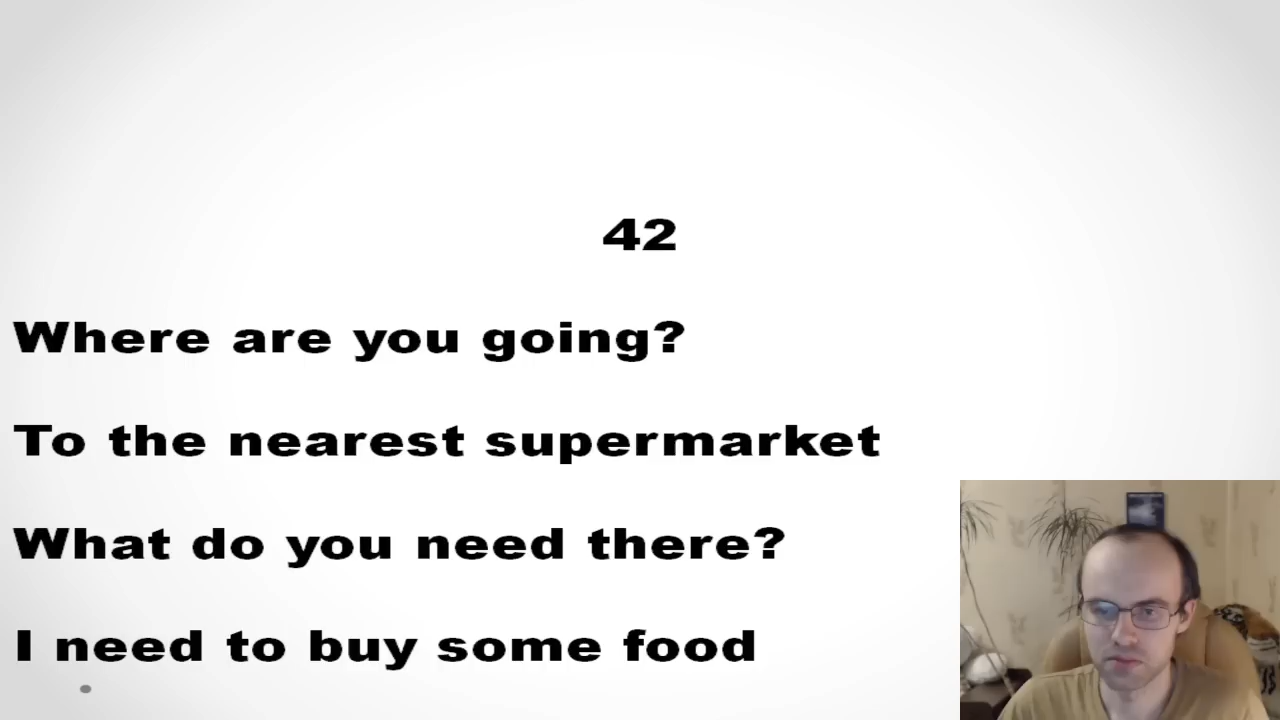 42
Where are you going?
To the nearest supermarket
What do you need there?
I need to buy some food